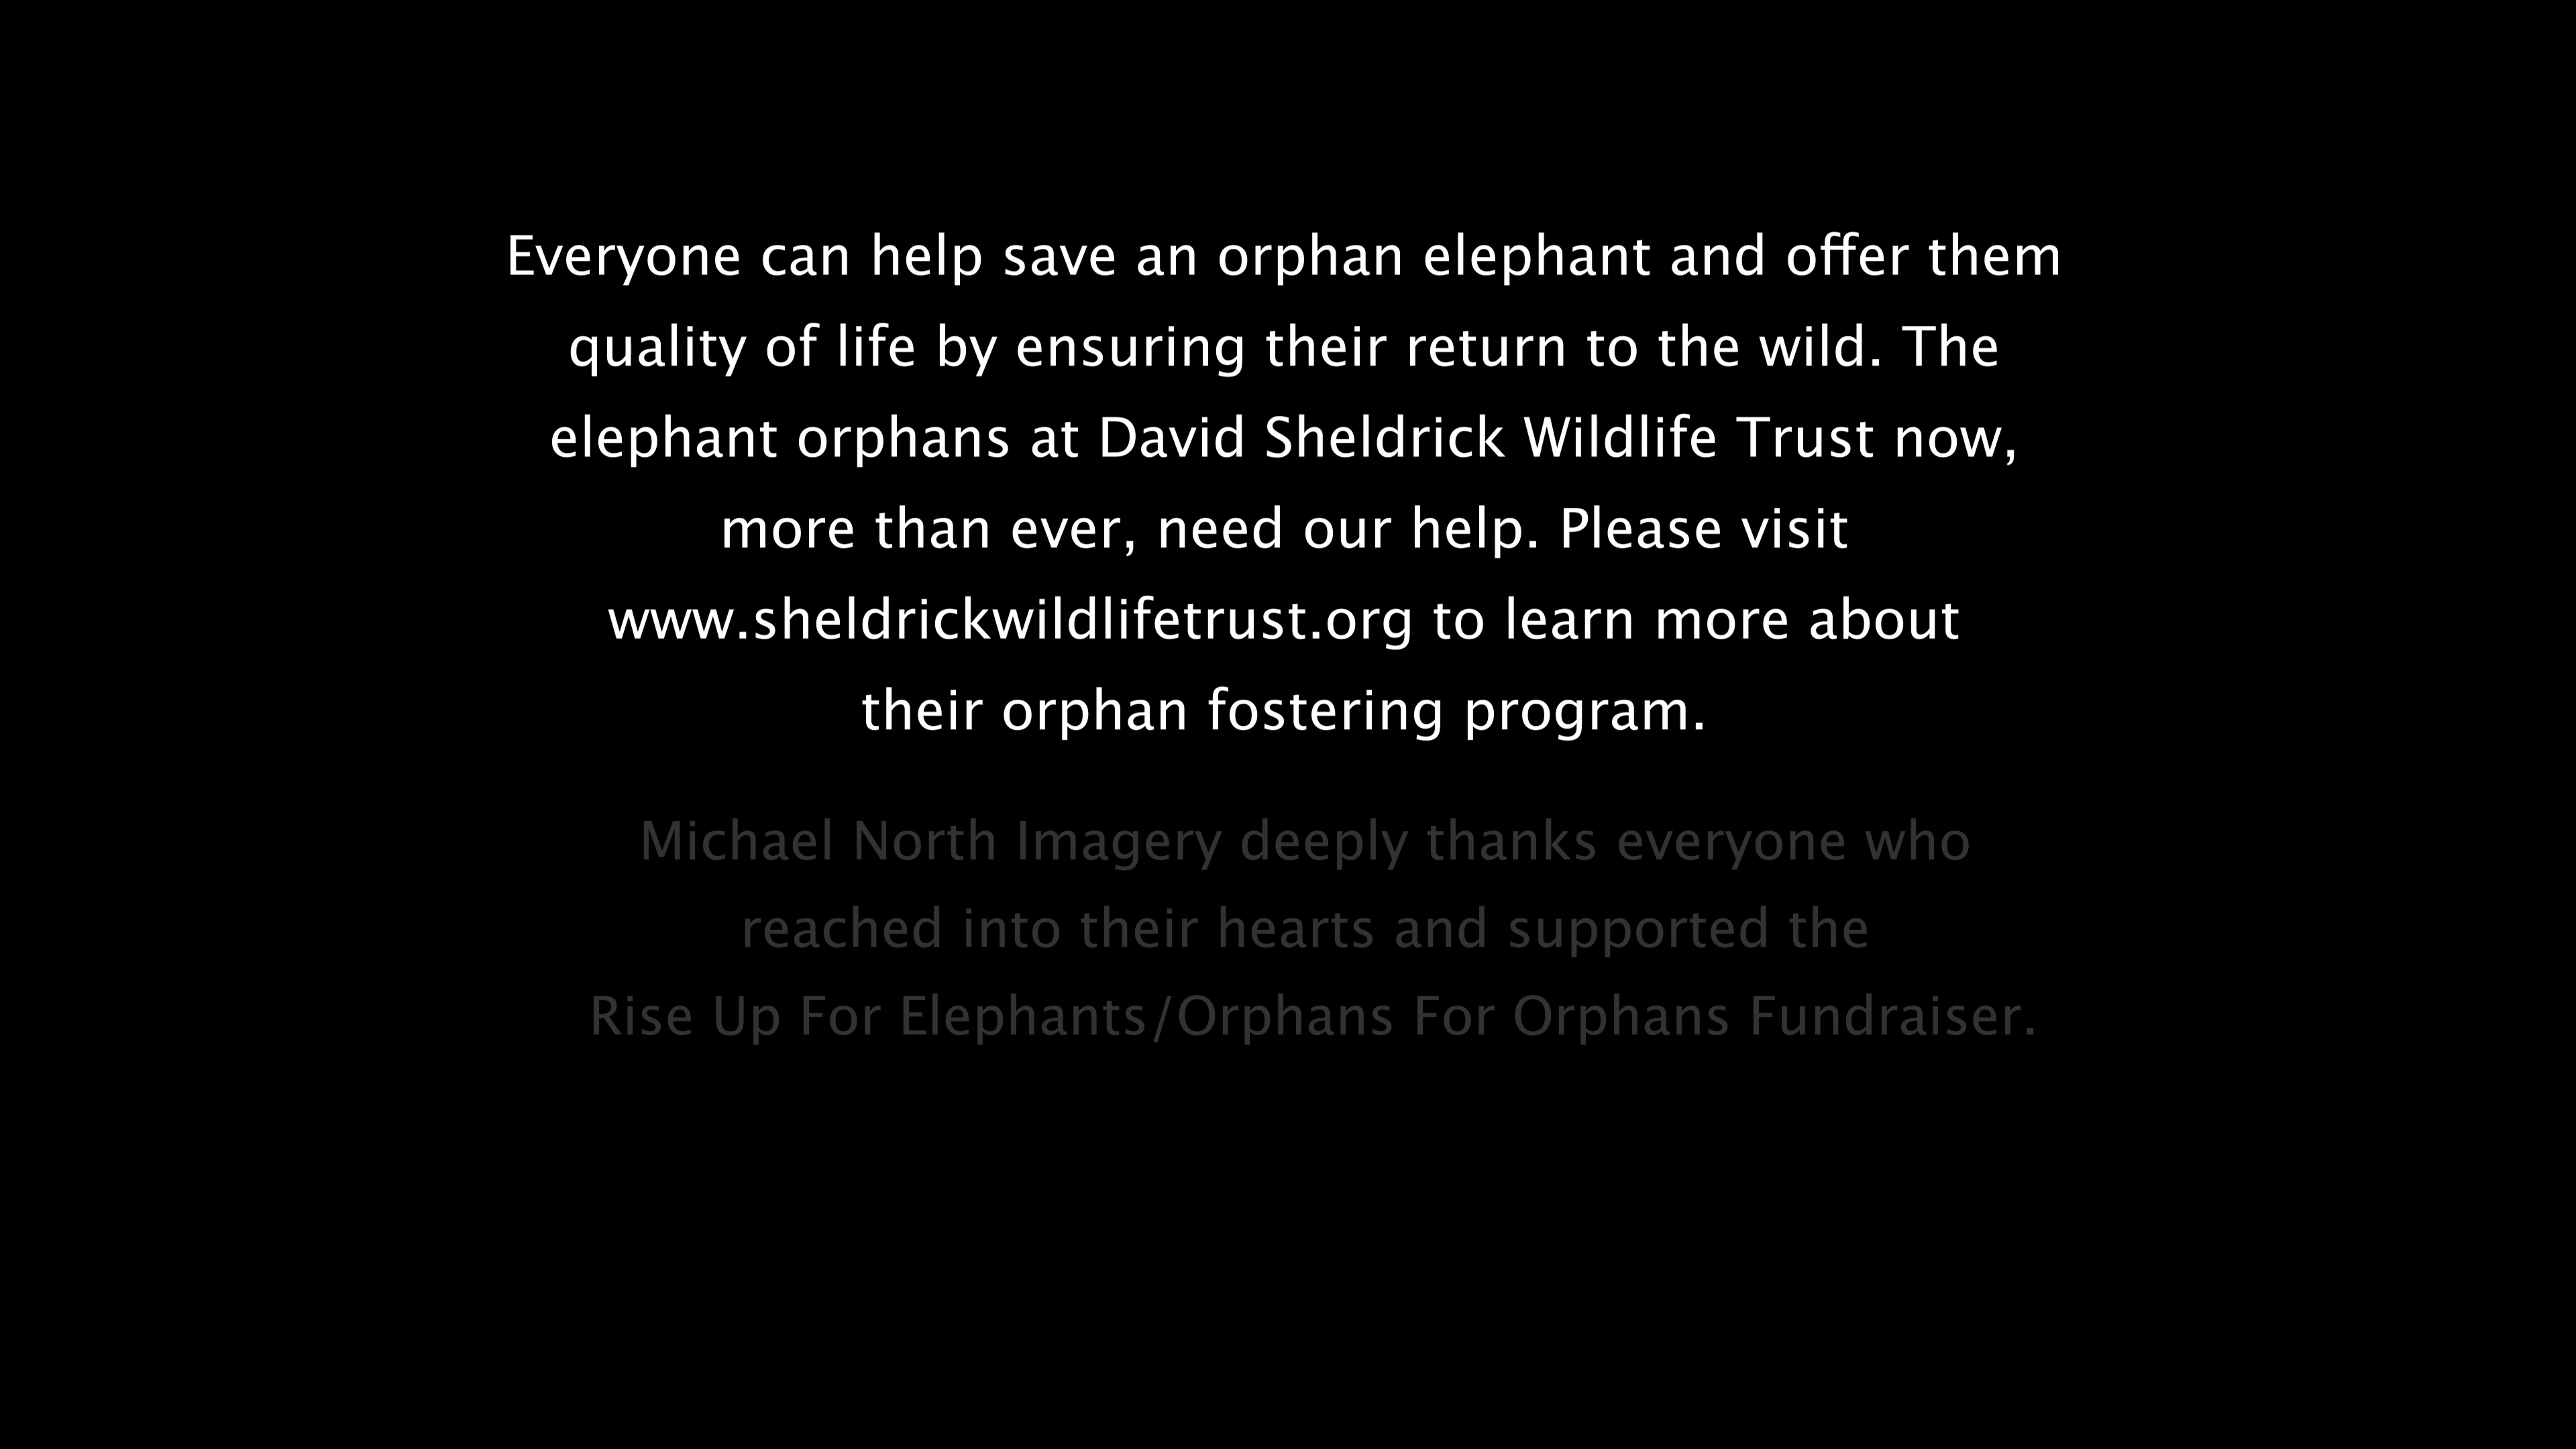 Everyone can help save an orphan elephant and offer them
quality of life by ensuring their return to the wild. The
elephant orphans at David Sheldrick Wildlife Trust now,
more than ever, need our help. Please visit
www.sheldrickwildlifetrust.org to learn more about
their orphan fostering program.
Michael North Imagery deeply thanks everyone who
reached into their hearts and supported the
Rise Up For Elephants/Orphans For Orphans Fundraiser.